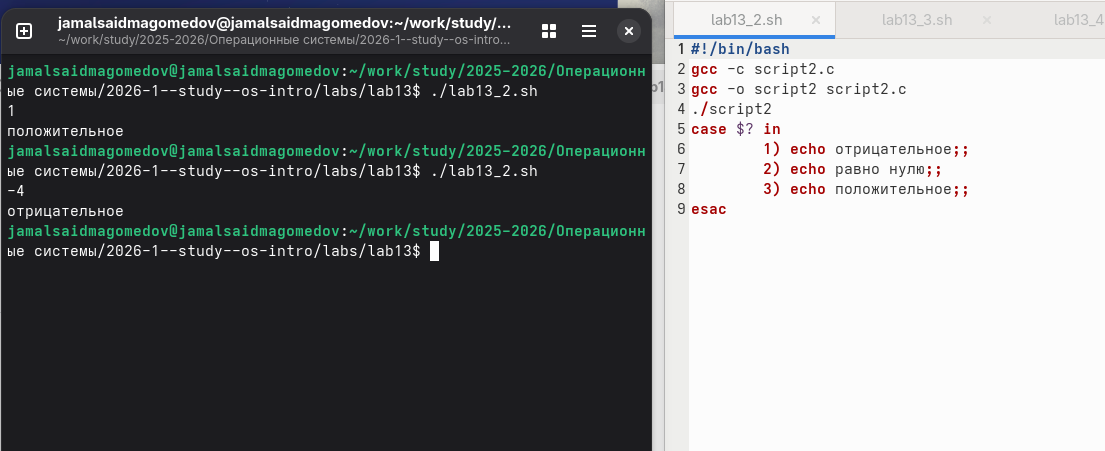 jamalsaidmagomedov@jamalsaidmagomedov:~/work/study/...
~/work/study/2025-2026/Операционные системы/2026-1--study--os-intro...
jamalsaidmagomedov@jamalsaidmagomedov:~/work/study/2025-2026/Операционн
ые системы/2026-1--study--os-intro/labs/lab13$ ./lab13_2.sh
1
положительное
jamalsaidmagomedov@jamalsaidmagomedov:~/work/study/2025-2026/Операционн
ые системы/2026-1--study--os-intro/labs/lab13$ ./lab13_2.sh
-4
отрицательное
jamalsaidmagomedov@jamalsaidmagomedov:~/work/study/2025-2026/Операционн
ые системы/2026-1--study--os-intro/labs/lab13$
lab13_2.sh lab13_3.sh lab13_4
1 #!/bin/bash
2 gcc -c script2.c
3 gcc -o script2 script2.c
4 ./script2
5 case $? in
6 1) echo отрицательное;;
7 2) echo равно нулю;;
8 3) echo положительное;;
9 esac